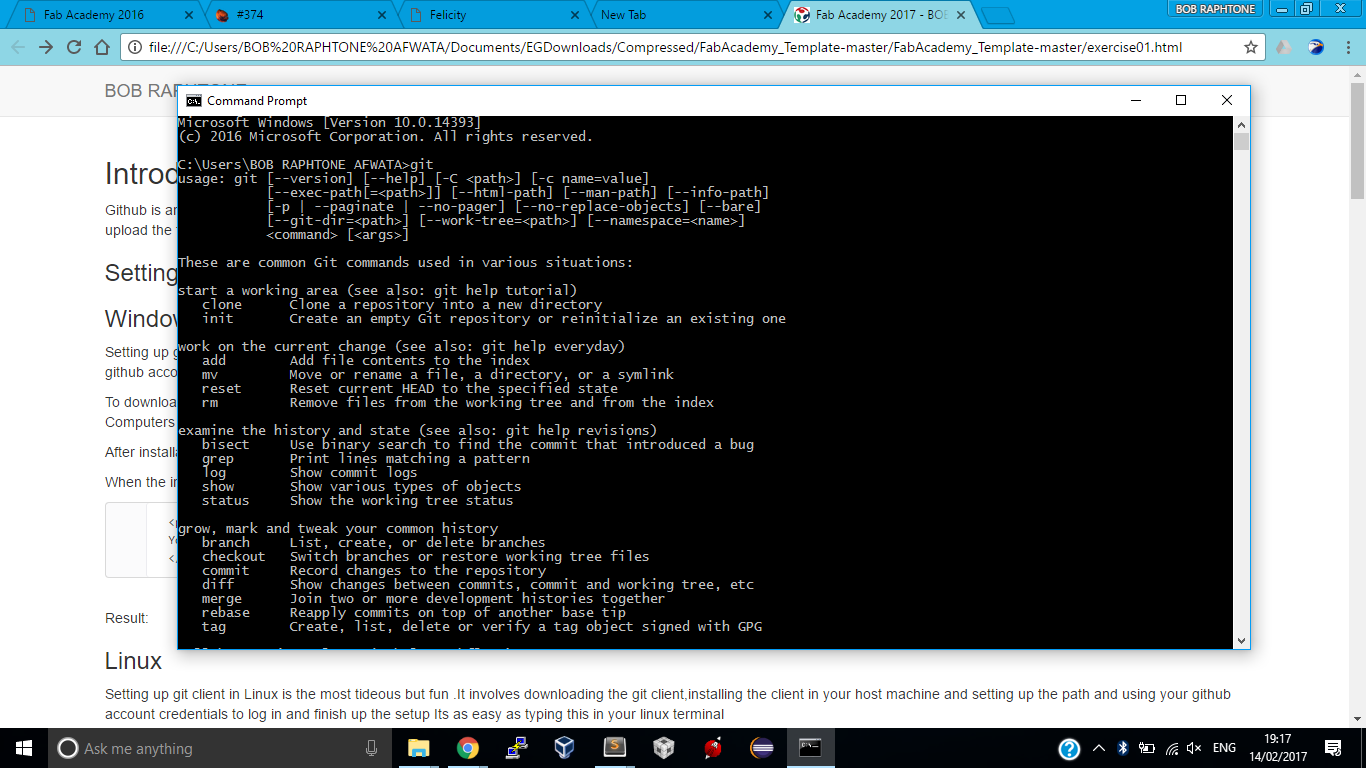 Fab Academy 2016
#374
Felicity
New Tab
Fab Academy 2017 - BOB
BOB RAPHTONE
file:///C:/Users/BOB%20RAPHTONE%20AFWATA/Documents/EGDownloads/Compressed/FabAcademy_Template-master/FabAcademy_Template-master/exercise01.html
BOB RAPHTONE
Command Prompt
Microsoft Windows [Version 10.0.14393]
(c) 2016 Microsoft Corporation. All rights reserved.
C:\Users\BOB RAPHTONE AFWATA>git
usage: git [--version] [--help] [-C <path>] [-c name=value]
[--exec-path[=<path>]] [--html-path] [--man-path] [--info-path]
[-p | --paginate | --no-pager] [--no-replace-objects] [--bare]
[--git-dir=<path>] [--work-tree=<path>] [--namespace=<name>]
<command> [<args>]
These are common Git commands used in various situations:
start a working area (see also: git help tutorial)
clone Clone a repository into a new directory
init Create an empty Git repository or reinitialize an existing one
work on the current change (see also: git help everyday)
add Add file contents to the index
mv Move or rename a file, a directory, or a symlink
reset Reset current HEAD to the specified state
rm Remove files from the working tree and from the index
examine the history and state (see also: git help revisions)
bisect Use binary search to find the commit that introduced a bug
grep Print lines matching a pattern
log Show commit logs
show Show various types of objects
status Show the working tree status
grow, mark and tweak your common history
branch List, create, or delete branches
checkout Switch branches or restore working tree files
commit Record changes to the repository
diff Show changes between commits, commit and working tree, etc
merge Join two or more development histories together
rebase Reapply commits on top of another base tip
tag Create, list, delete or verify a tag object signed with GPG
Introd
Github is an
upload the
Setting
Window
Setting up g
github acco
To downloa
Computers
After install
When the in
<p
Yo
</
Result:
Linux
Setting up git client in Linux is the most tideous but fun .It involves downloading the git client,installing the client in your host machine and setting up the path and using your github
account credentials to log in and finish up the setup Its as easy as typing this in your linux terminal
Ask me anything
ENG
19:17
14/02/2017